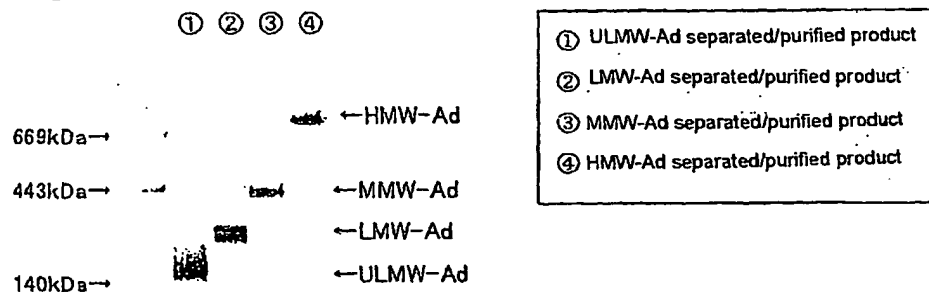 ① ② ③ ④
669kDa→
443kDa→
140kDa→
←HMW-Ad
←MMW-Ad
←LMW-Ad
←ULMW-Ad
① ULMW-Ad separated/purified product
② LMW-Ad separated/purified product
③ MMW-Ad separated/purified product
④ HMW-Ad separated/purified product